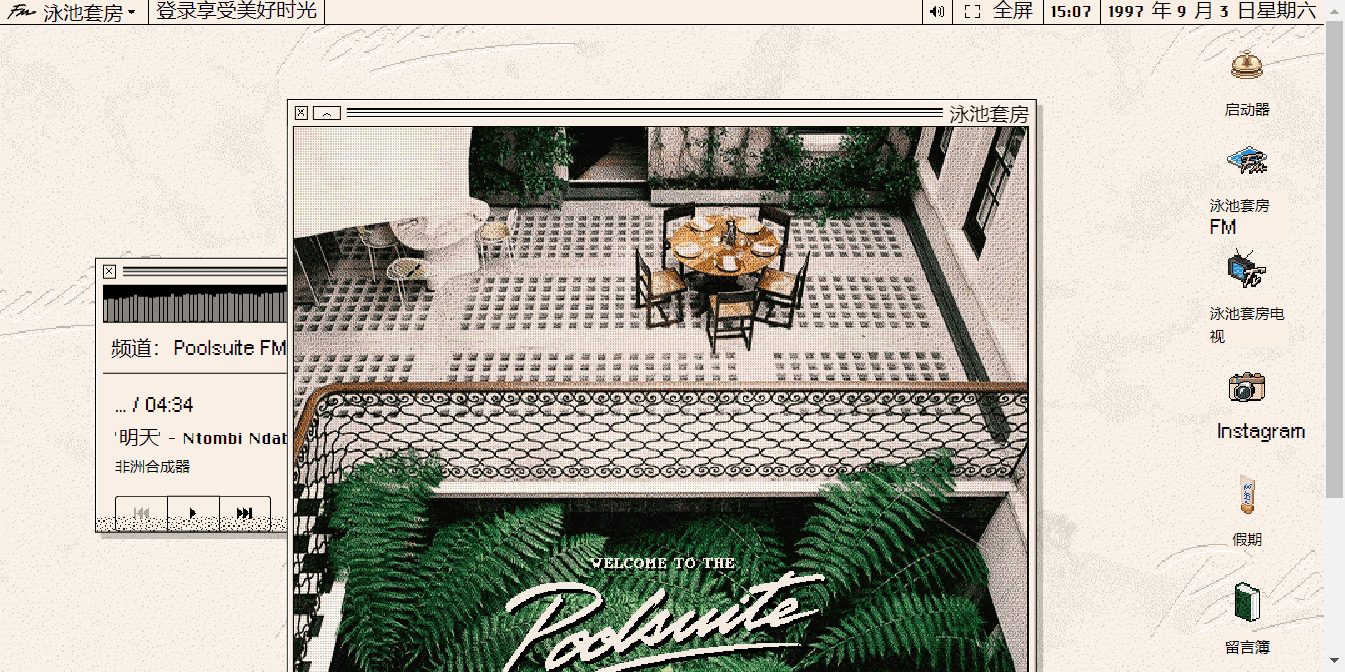 Fm 泳池套房
登录享受美好时光
全屏
15:07
1997 年 9 月 3 日星期六
泳池套房
启动器
泳池套房
FM
泳池套房电
视
Instagram
假期
留言簿
频道： Poolsuite FM
... / 04:34
'明天' - Ntombi Ndab
非洲合成器
WELCOME TO THE
Poolsuite